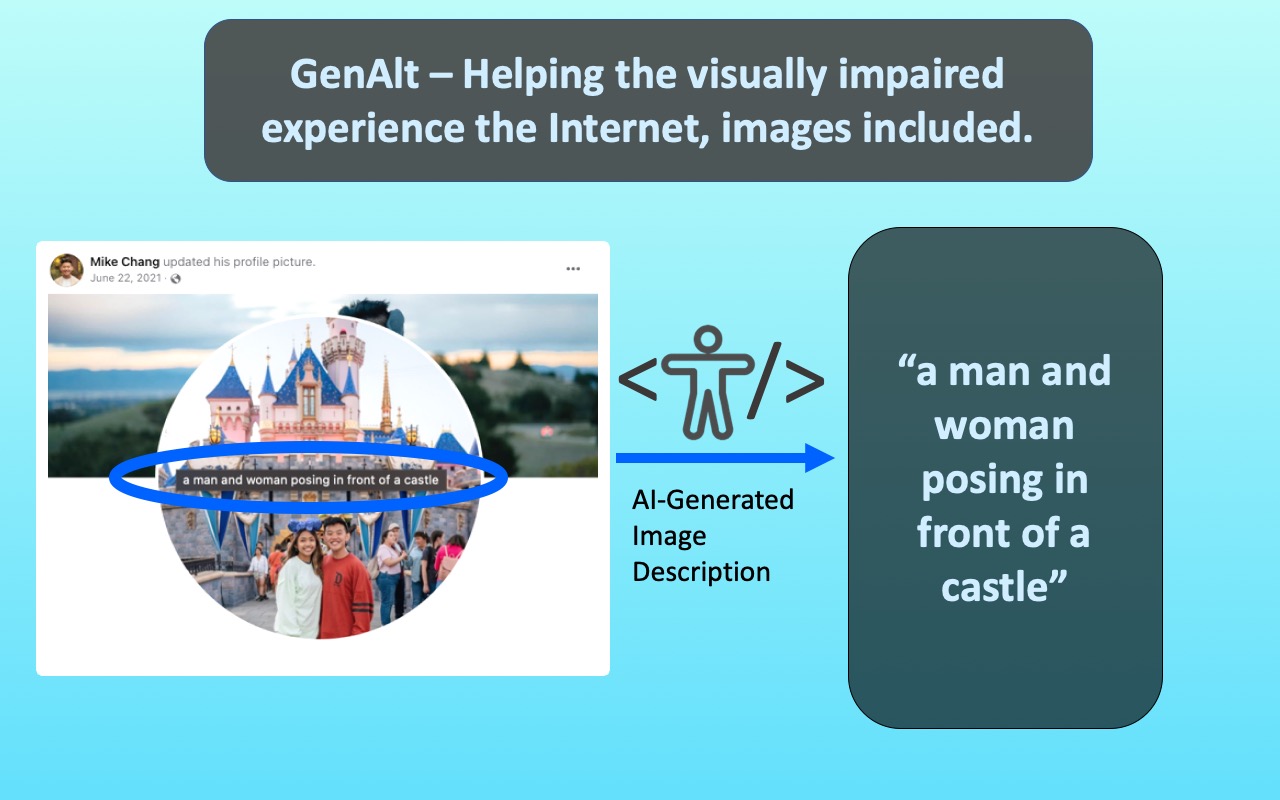 GenAlt – Helping the visually impaired
experience the Internet, images included.
Mike Chang updated his profile picture.
June 22, 2021 ·
a man and woman posing in front of a castle
< / >
AI-Generated
Image
Description
“a man and
woman
posing in
front of a
castle”